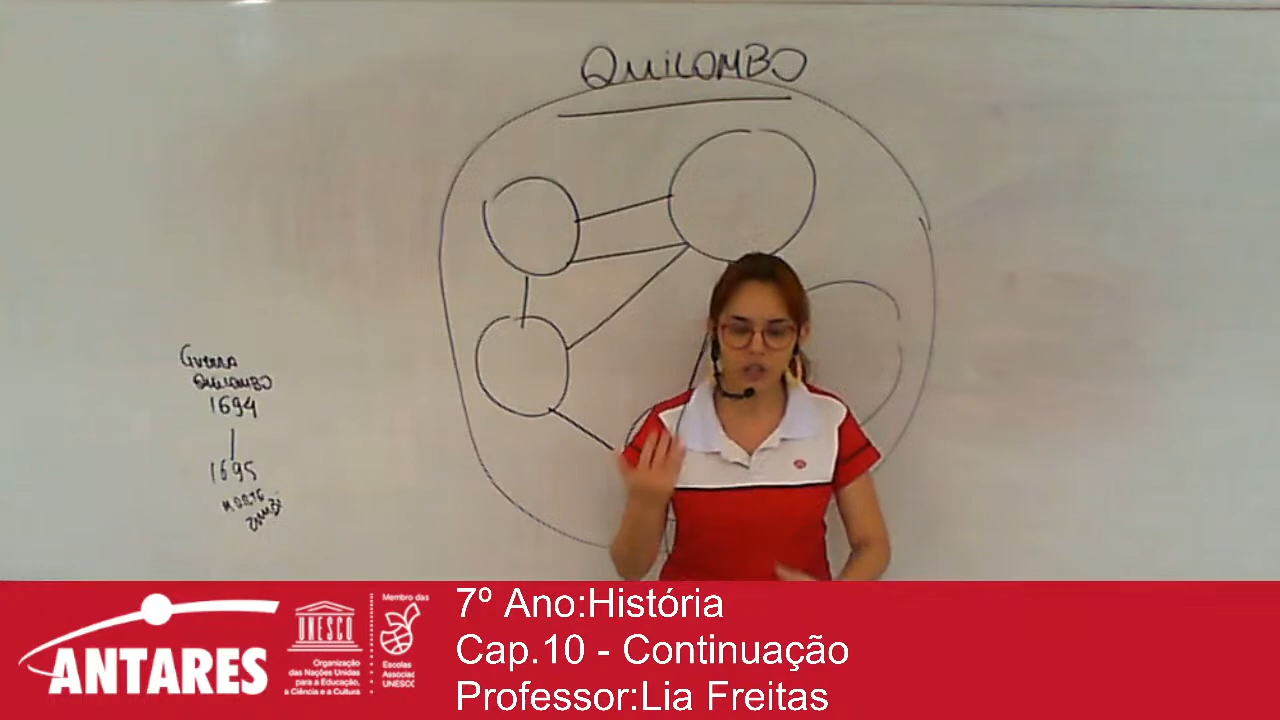 QUILOMBO
Guerra
QUILOMBO
1694
1695
MORTE
ZUMBI
ANTARES
UNESCO
Organização
das Nações Unidas
para a Educação,
a Ciência e a Cultura
Membro das
Escolas
Associad
UNESCO
7º Ano:História
Cap.10 - Continuação
Professor:Lia Freitas